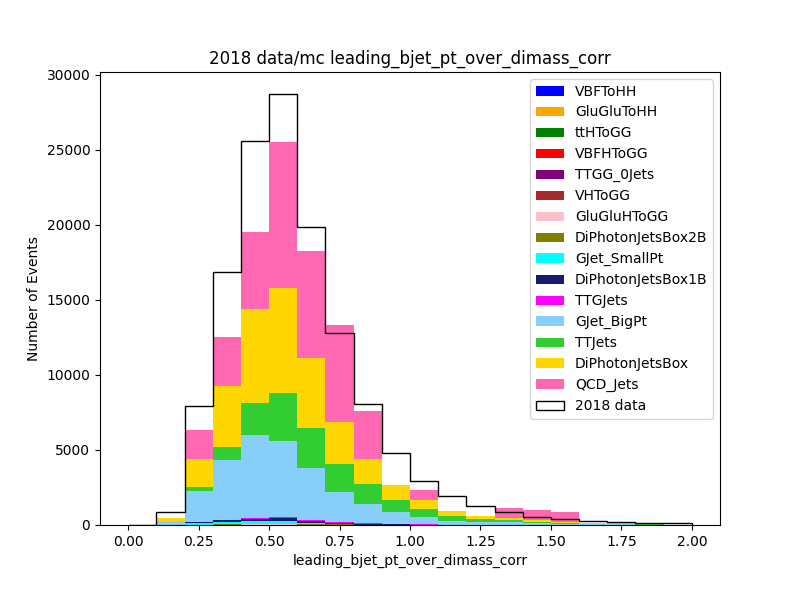 2018 data/mc leading_bjet_pt_over_dimass_corr
30000
25000
20000
15000
10000
5000
0
Number of Events
VBFToHH
GluGluToHH
ttHToGG
VBFHToGG
TTGG_0Jets
VHToGG
GluGluHToGG
DiPhotonJetsBox2B
GJet_SmallPt
DiPhotonJetsBox1B
TTGJets
GJet_BigPt
TTJets
DiPhotonJetsBox
QCD_Jets
2018 data
0.00 0.25 0.50 0.75 1.00 1.25 1.50 1.75 2.00
leading_bjet_pt_over_dimass_corr